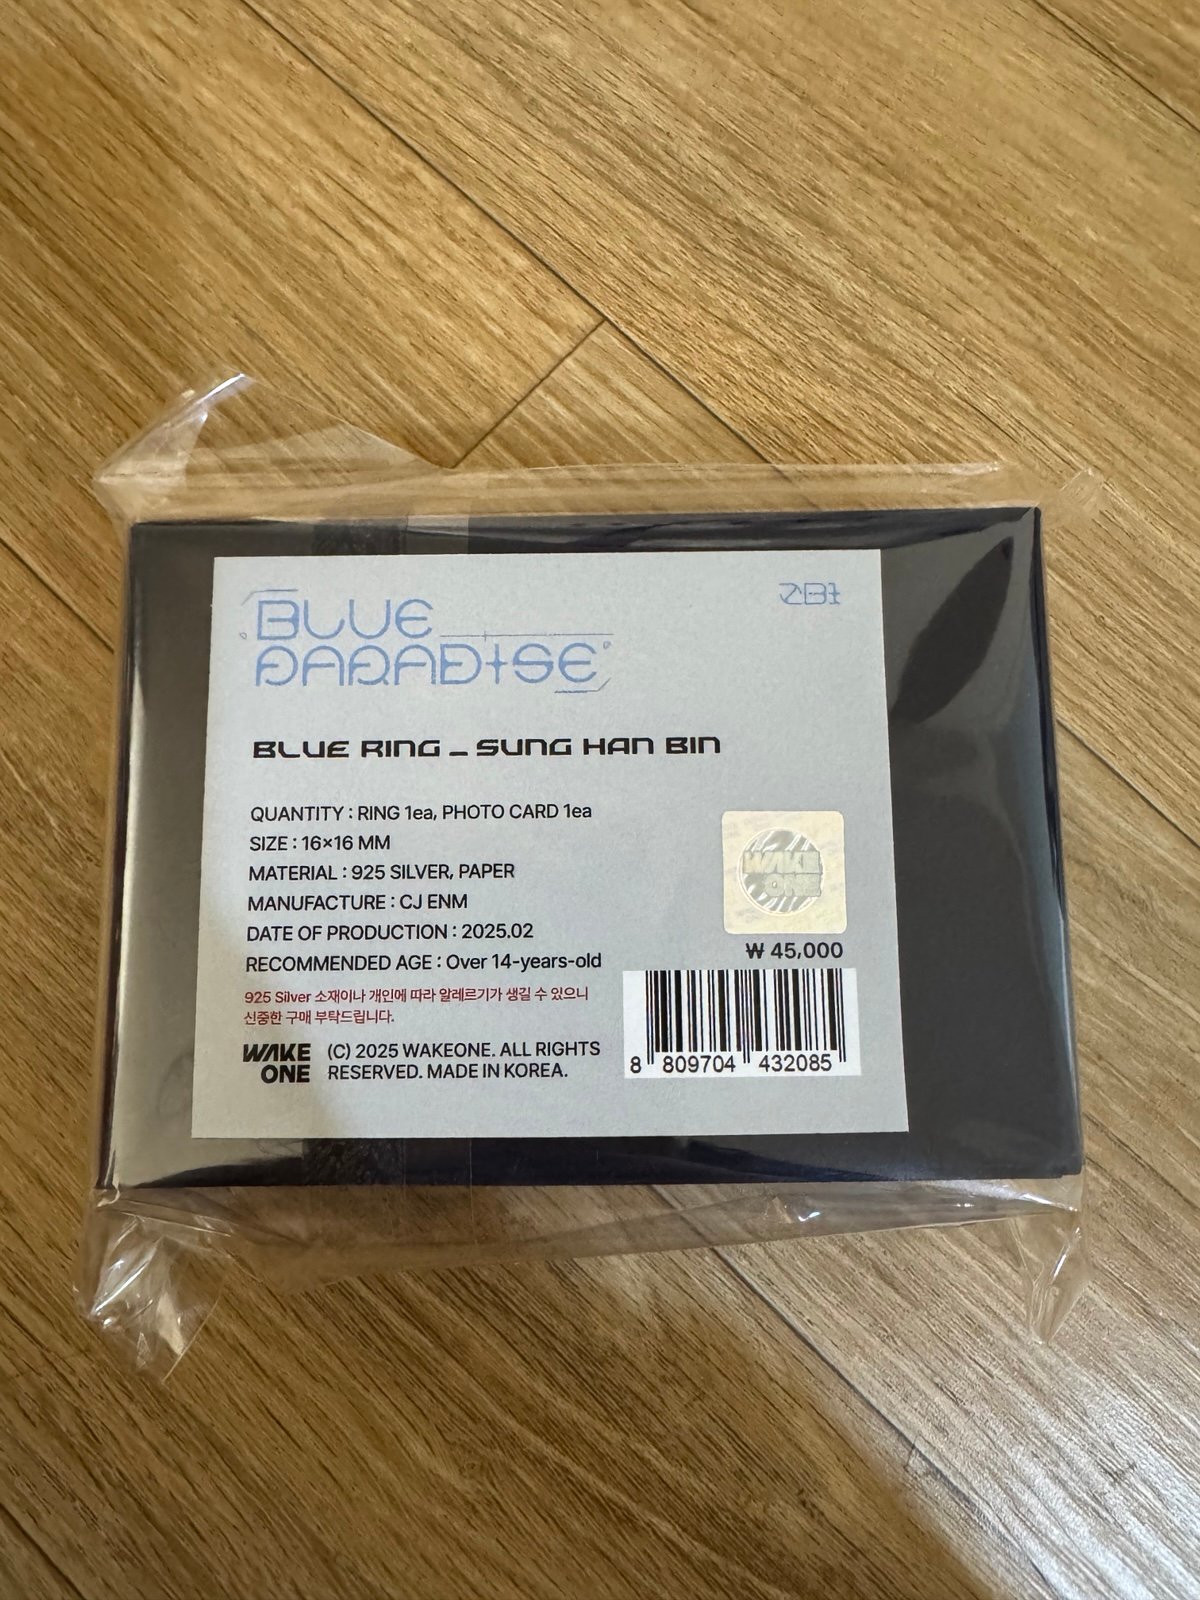 BLUE
PARADISE
ZB1
BLUE RING _ SUNG HAN BIN
QUANTITY : RING 1ea, PHOTO CARD 1ea
SIZE : 16×16 MM
MATERIAL : 925 SILVER, PAPER
MANUFACTURE : CJ ENM
DATE OF PRODUCTION : 2025.02
RECOMMENDED AGE : Over 14-years-old
925 Silver 소재이나 개인에 따라 알레르기가 생길 수 있으니
신중한 구매 부탁드립니다.
WAKE
ONE
(C) 2025 WAKEONE. ALL RIGHTS
RESERVED. MADE IN KOREA.
WAKE
ONE
₩ 45,000
8 809704 432085